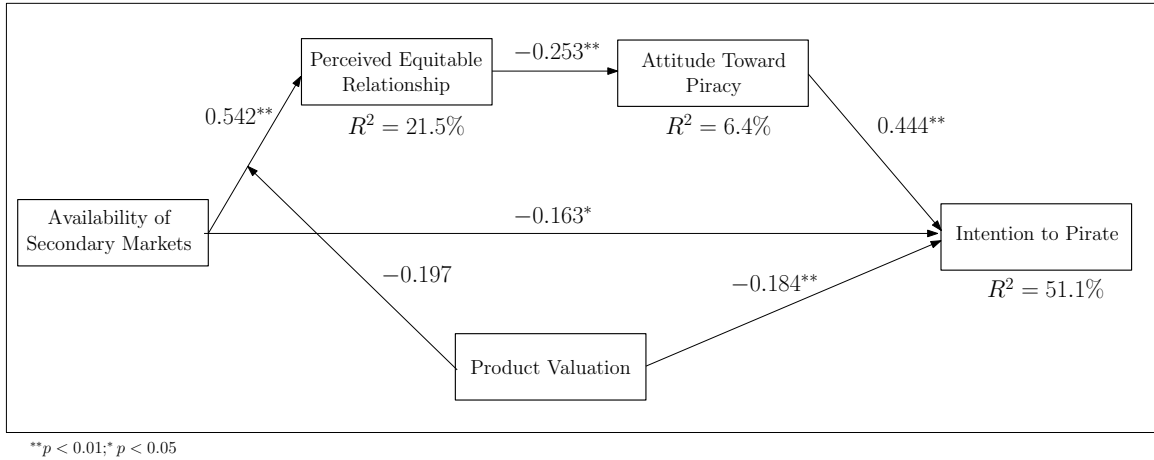 Perceived Equitable
Relationship
−0.253**
Attitude Toward
Piracy
0.542**
R² = 21.5%
R² = 6.4%
0.444**
Availability of
Secondary Markets
−0.163*
Intention to Pirate
−0.197
−0.184**
R² = 51.1%
Product Valuation
**p < 0.01;* p < 0.05